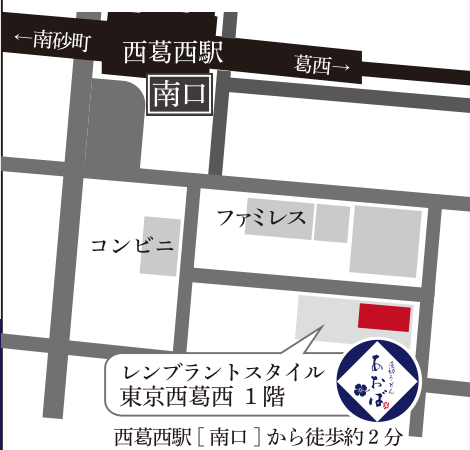 ←南砂町
西葛西駅
葛西→
南口
ファミレス
コンビニ
レンブラントスタイル
東京西葛西 1階
あおば
西葛西駅[南口]から徒歩約2分